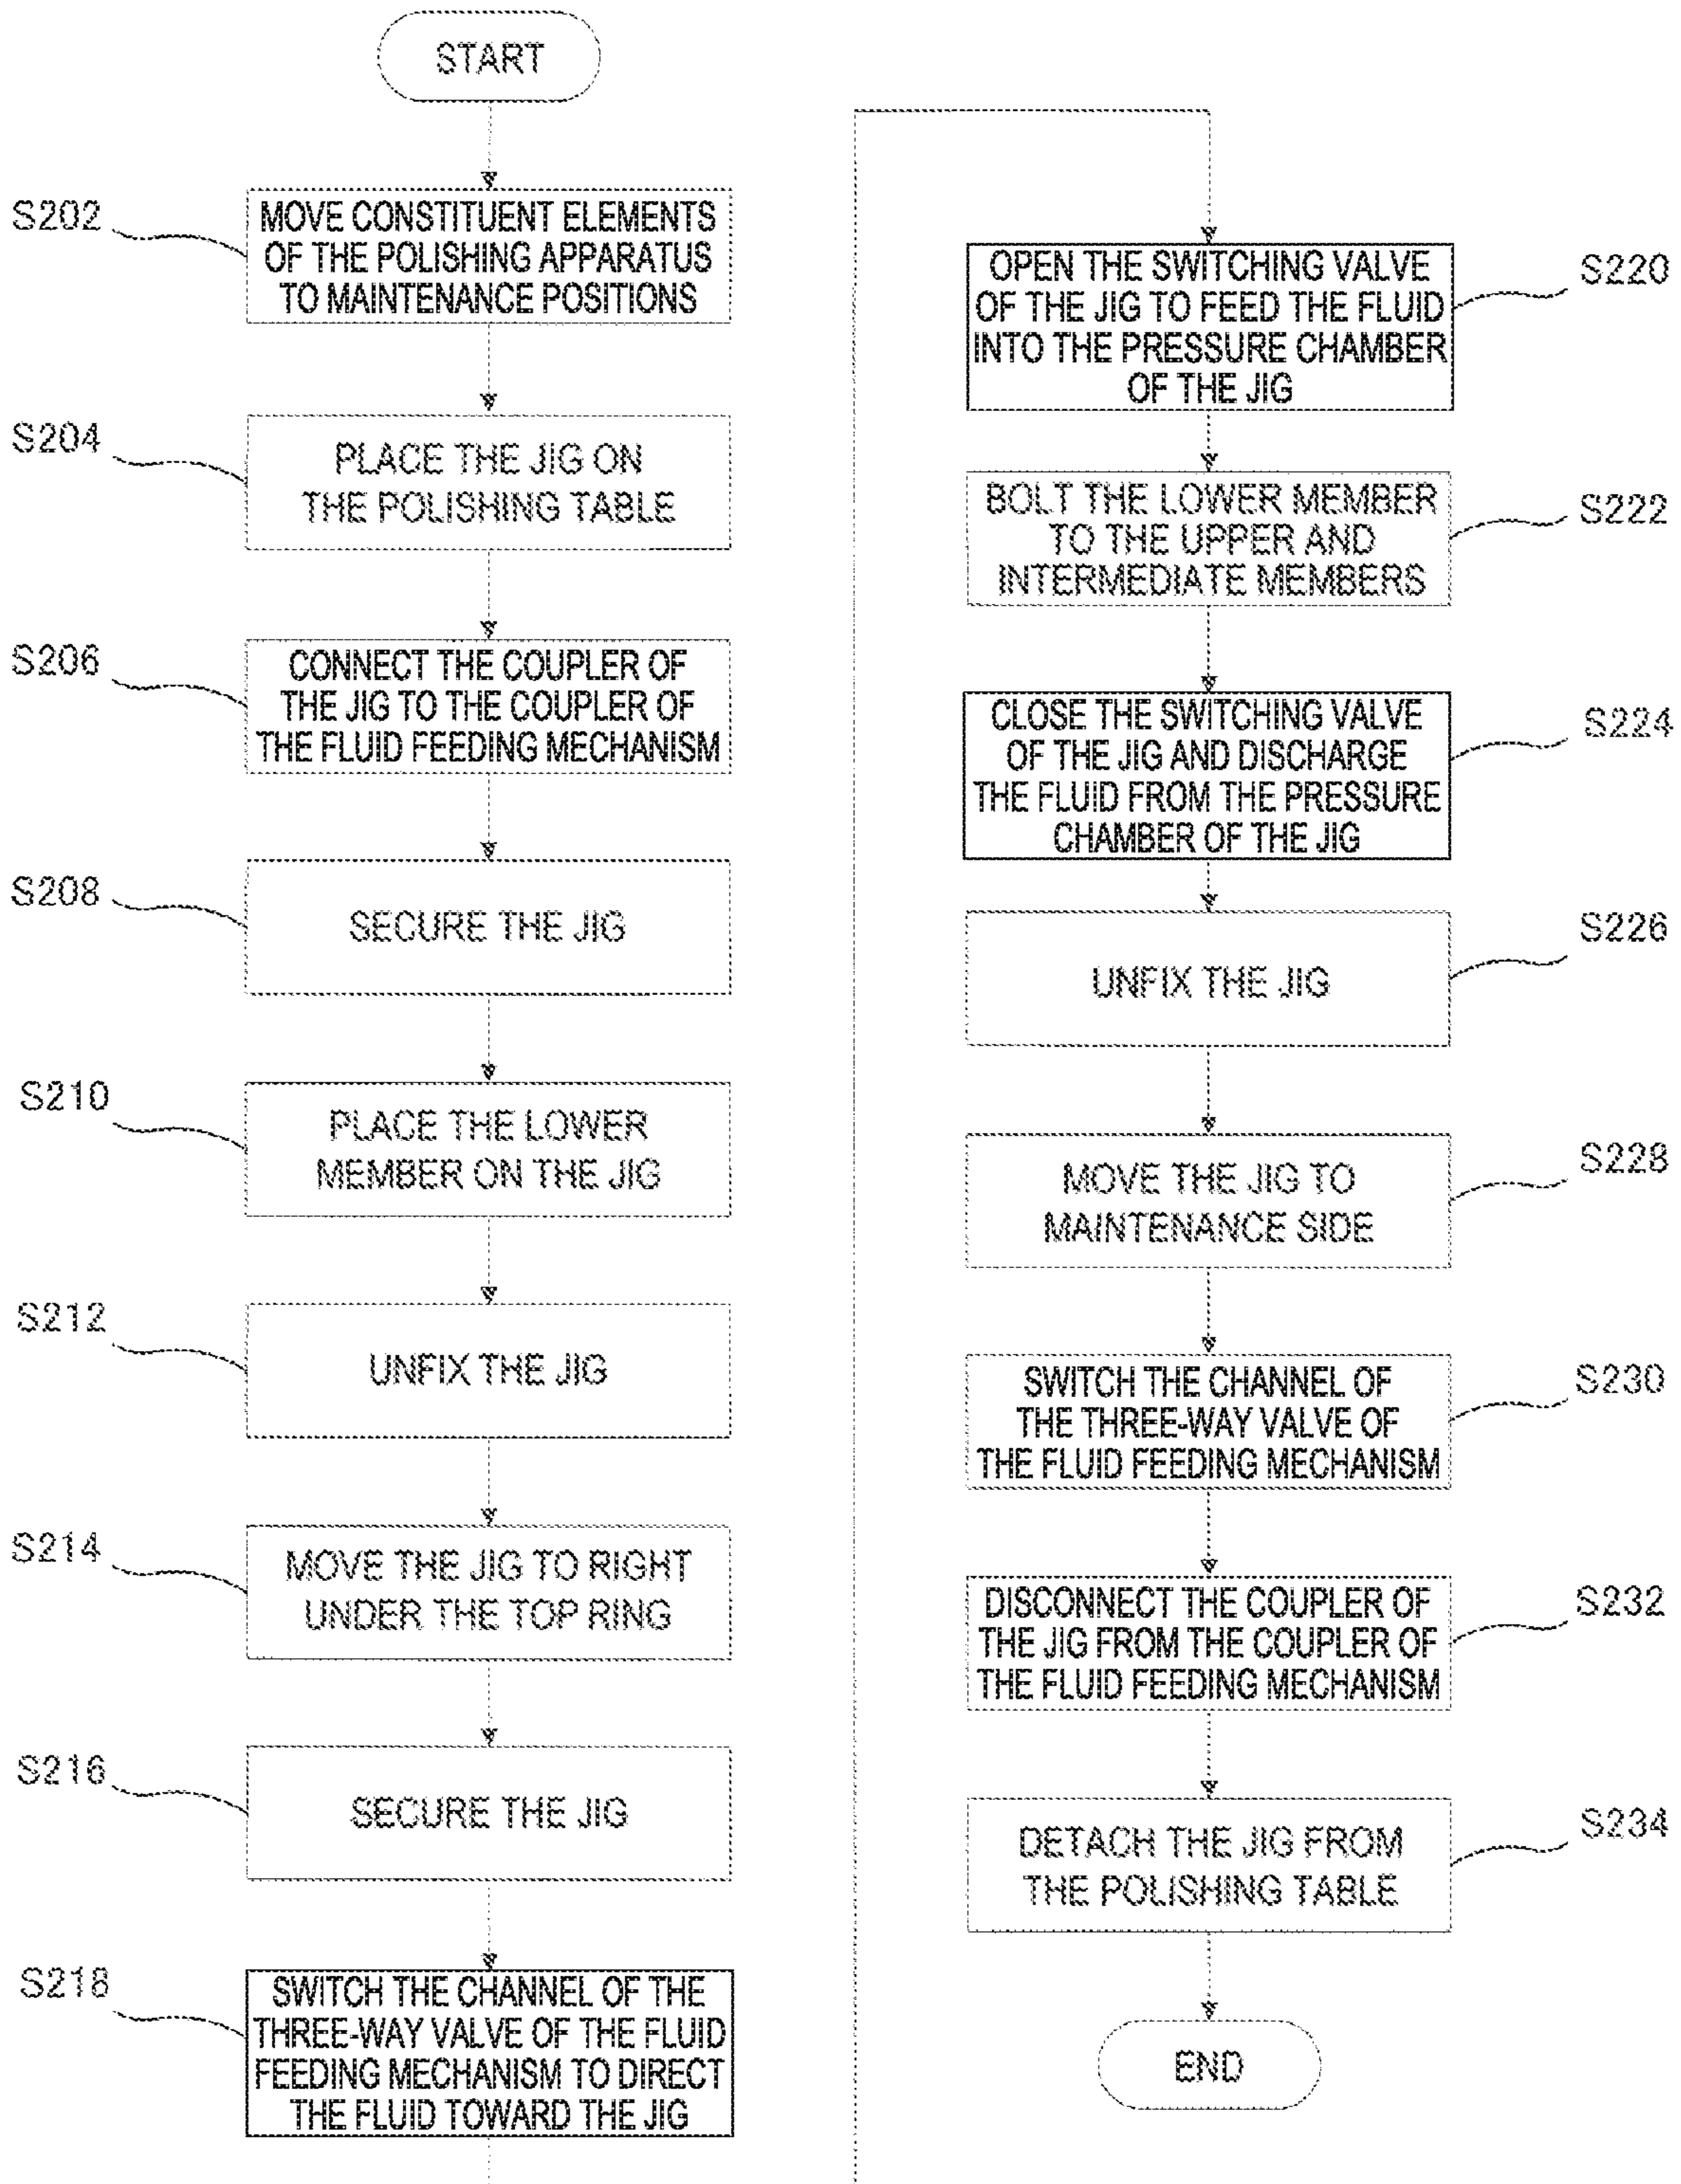 START
S202
MOVE CONSTITUENT ELEMENTS
OF THE POLISHING APPARATUS
TO MAINTENANCE POSITIONS
S204
PLACE THE JIG ON
THE POLISHING TABLE
S206
CONNECT THE COUPLER OF
THE JIG TO THE COUPLER OF
THE FLUID FEEDING MECHANISM
S208
SECURE THE JIG
S210
PLACE THE LOWER
MEMBER ON THE JIG
S212
UNFIX THE JIG
S214
MOVE THE JIG TO RIGHT
UNDER THE TOP RING
S216
SECURE THE JIG
S218
SWITCH THE CHANNEL OF THE
THREE-WAY VALVE OF THE FLUID
FEEDING MECHANISM TO DIRECT
THE FLUID TOWARD THE JIG
OPEN THE SWITCHING VALVE
OF THE JIG TO FEED THE FLUID
INTO THE PRESSURE CHAMBER
OF THE JIG
S220
BOLT THE LOWER MEMBER
TO THE UPPER AND
INTERMEDIATE MEMBERS
S222
CLOSE THE SWITCHING VALVE
OF THE JIG AND DISCHARGE
THE FLUID FROM THE PRESSURE
CHAMBER OF THE JIG
S224
UNFIX THE JIG
S226
MOVE THE JIG TO
MAINTENANCE SIDE
S228
SWITCH THE CHANNEL OF
THE THREE-WAY VALVE OF
THE FLUID FEEDING MECHANISM
S230
DISCONNECT THE COUPLER OF
THE JIG FROM THE COUPLER OF
THE FLUID FEEDING MECHANISM
S232
DETACH THE JIG FROM
THE POLISHING TABLE
S234
END